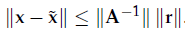 ‖x − x̃‖ ≤ ‖A⁻¹‖ ‖r‖.